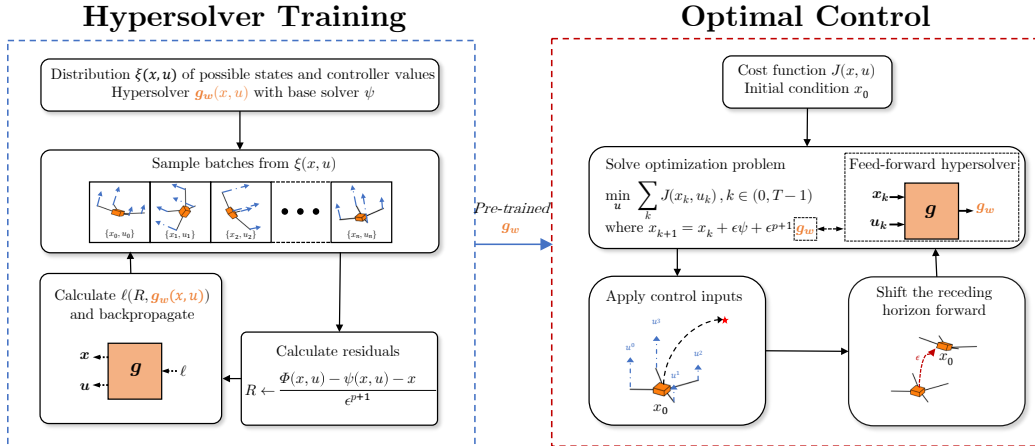 Hypersolver Training
Distribution ξ(x, u) of possible states and controller values
Hypersolver g_w(x, u) with base solver ψ
Sample batches from ξ(x, u)
{x_0, u_0}
{x_1, u_1}
{x_2, u_2}
{x_n, u_n}
Calculate ℓ(R, g_w(x, u))
and backpropagate
x
u
g
ℓ
Calculate residuals
R ← (Φ(x, u) − ψ(x, u) − x) / ϵ^{p+1}
Pre-trained
g_w
Optimal Control
Cost function J(x, u)
Initial condition x_0
Solve optimization problem
min_u ∑_k J(x_k, u_k), k ∈ (0, T − 1)
where x_{k+1} = x_k + ϵψ + ϵ^{p+1} g_w
Feed-forward hypersolver
x_k
u_k
g
g_w
Apply control inputs
u^0
u^3
u^2
u^1
x_0
Shift the receding
horizon forward
ϵ
x_0